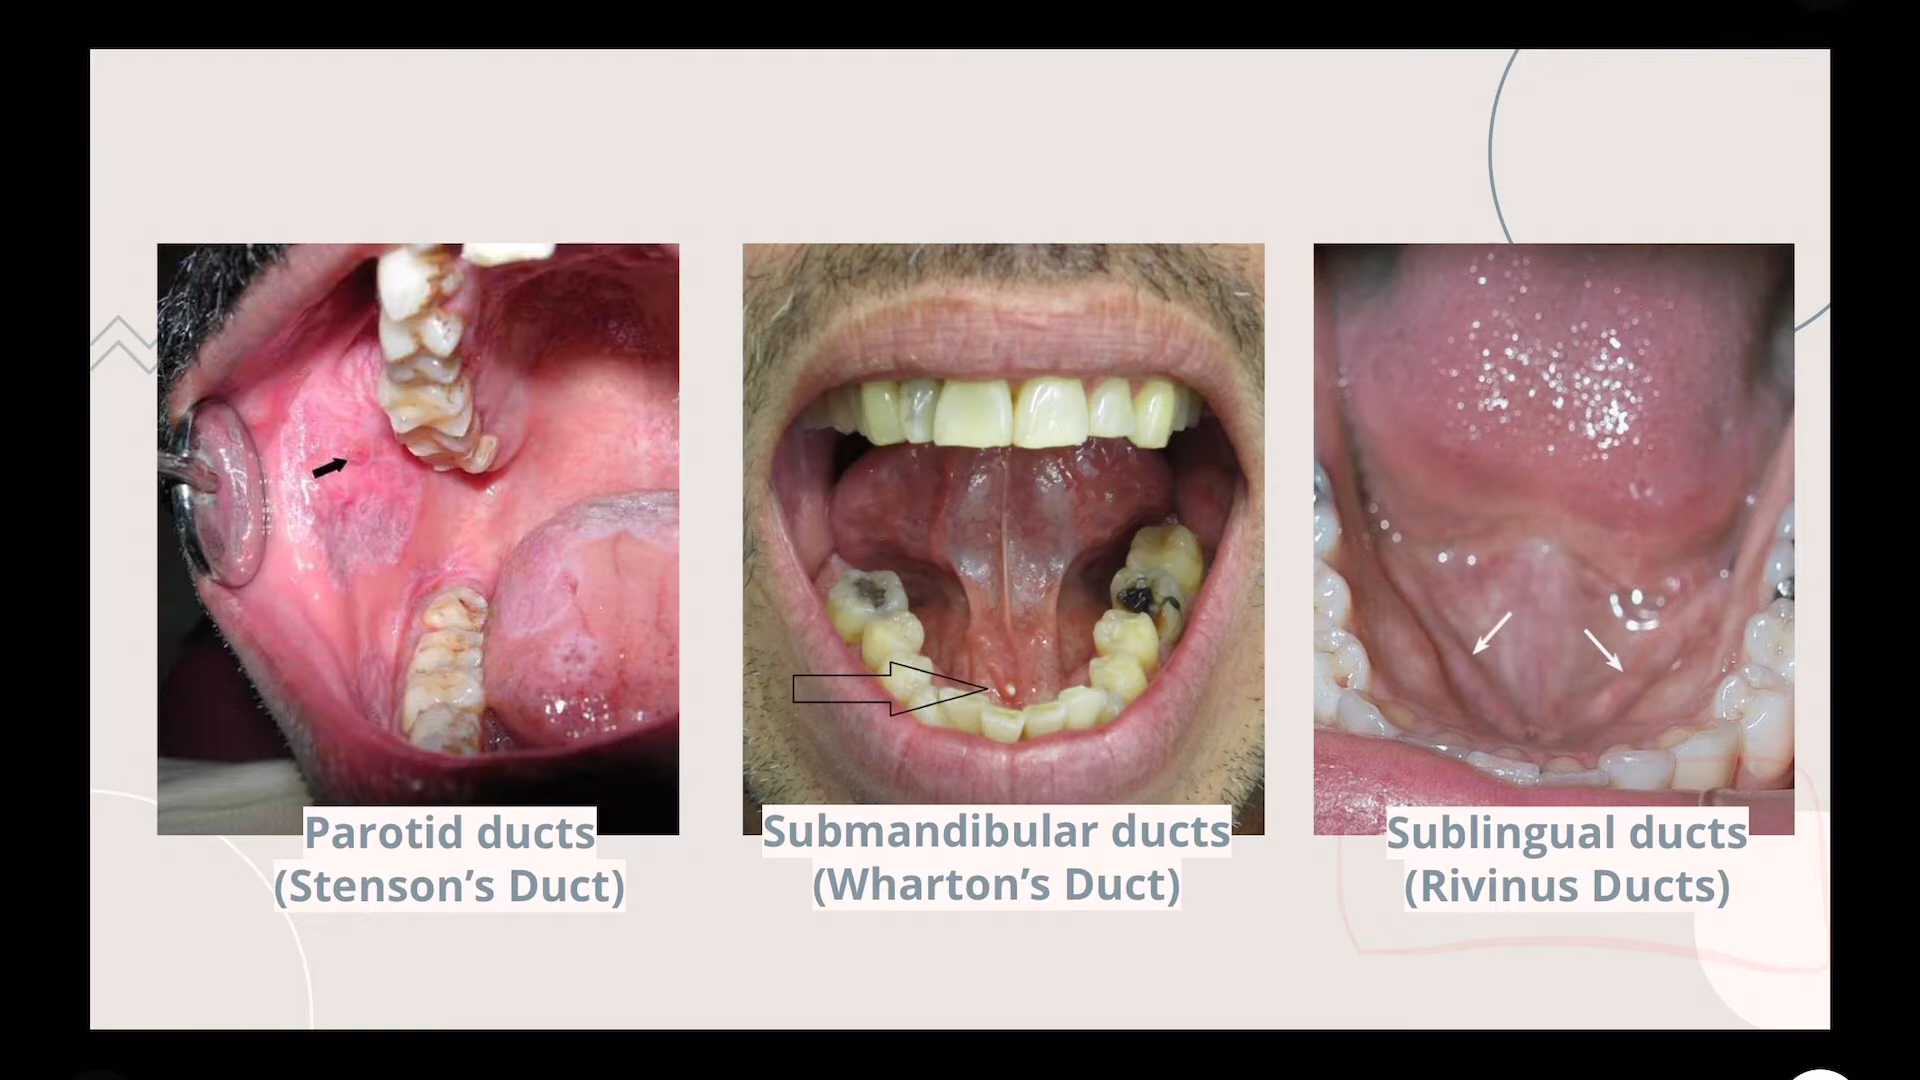 Parotid ducts
(Stenson’s Duct)
Submandibular ducts
(Wharton’s Duct)
Sublingual ducts
(Rivinus Ducts)